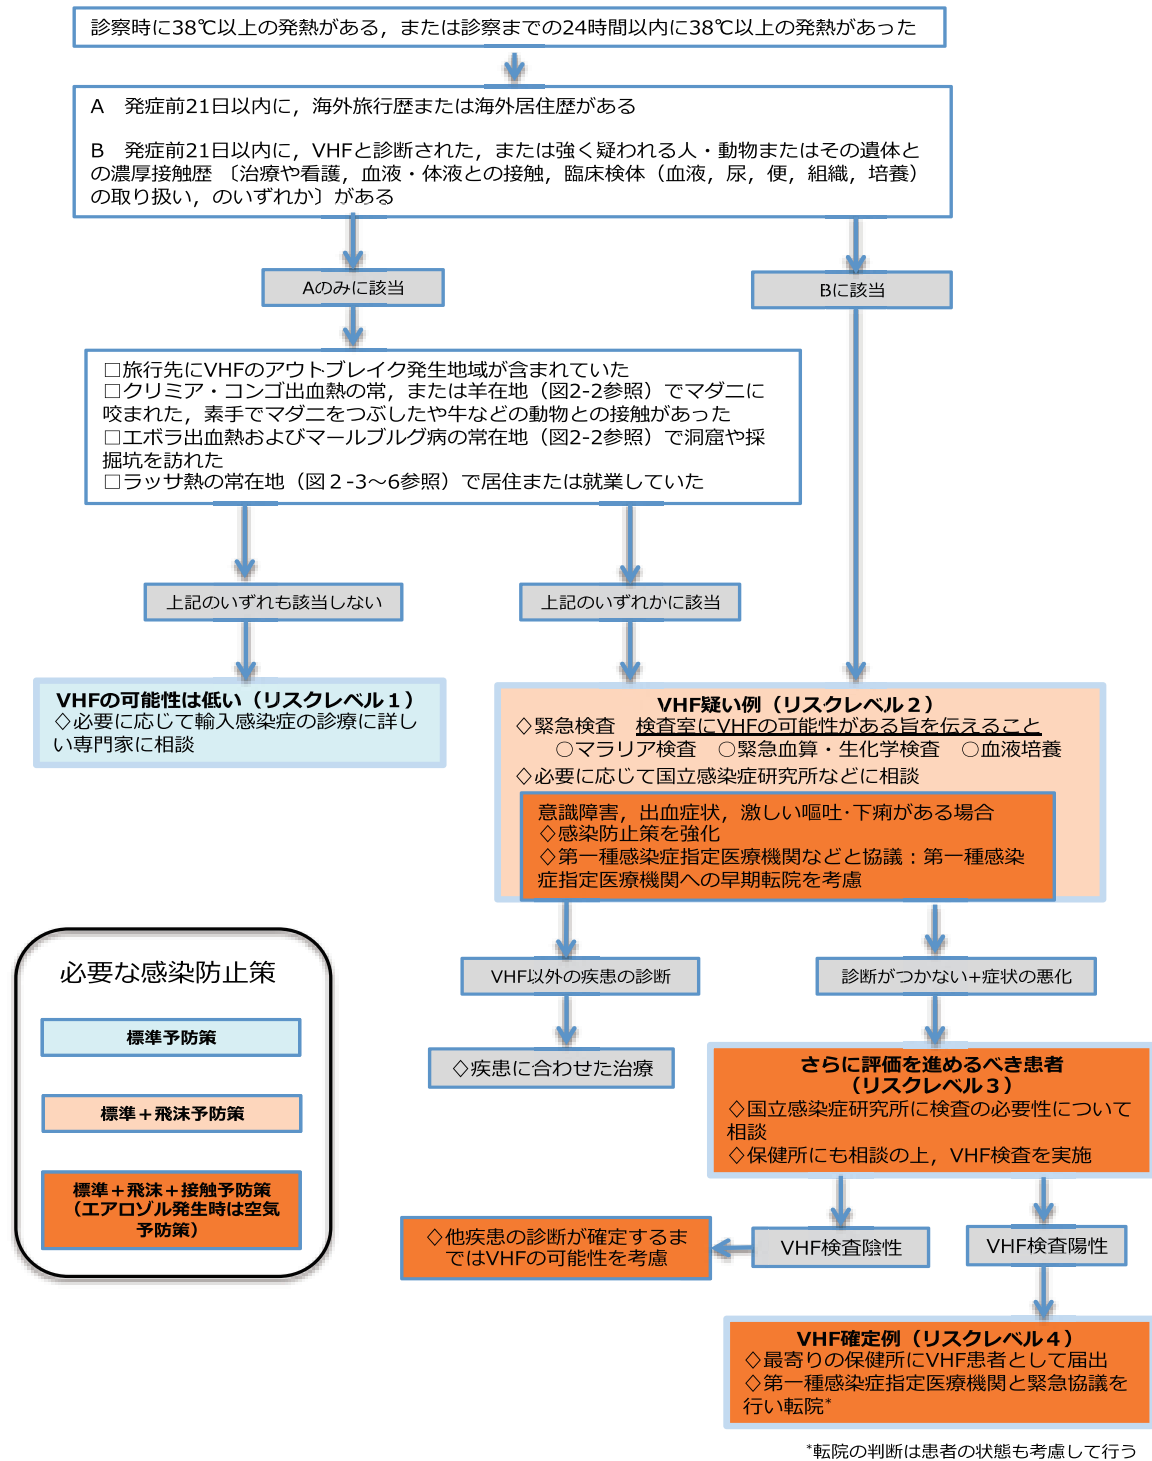 診察時に38℃以上の発熱がある，または診察までの24時間以内に38℃以上の発熱があった
A　発症前21日以内に，海外旅行歴または海外居住歴がある
B　発症前21日以内に，VHFと診断された，または強く疑われる人・動物またはその遺体と
の濃厚接触歴 〔治療や看護，血液・体液との接触，臨床検体（血液，尿，便，組織，培養）
の取り扱い，のいずれか〕がある
Aのみに該当
Bに該当
□旅行先にVHFのアウトブレイク発生地域が含まれていた
□クリミア・コンゴ出血熱の常，または羊在地（図2-2参照）でマダニに
咬まれた，素手でマダニをつぶしたや牛などの動物との接触があった
□エボラ出血熱およびマールブルグ病の常在地（図2-2参照）で洞窟や採
掘坑を訪れた
□ラッサ熱の常在地（図２-3～6参照）で居住または就業していた
上記のいずれも該当しない
上記のいずれかに該当
VHFの可能性は低い（リスクレベル１）
◇必要に応じて輸入感染症の診療に詳し
い専門家に相談
VHF疑い例（リスクレベル２）
◇緊急検査　検査室にVHFの可能性がある旨を伝えること
○マラリア検査　○緊急血算・生化学検査　○血液培養
◇必要に応じて国立感染症研究所などに相談
意識障害，出血症状，激しい嘔吐･下痢がある場合
◇感染防止策を強化
◇第一種感染症指定医療機関などと協議：第一種感染
症指定医療機関への早期転院を考慮
VHF以外の疾患の診断
診断がつかない+症状の悪化
◇疾患に合わせた治療
さらに評価を進めるべき患者
（リスクレベル３）
◇国立感染症研究所に検査の必要性について
相談
◇保健所にも相談の上，VHF検査を実施
VHF検査陰性
VHF検査陽性
◇他疾患の診断が確定するま
ではVHFの可能性を考慮
VHF確定例（リスクレベル４）
◇最寄りの保健所にVHF患者として届出
◇第一種感染症指定医療機関と緊急協議を
行い転院*
*転院の判断は患者の状態も考慮して行う
必要な感染防止策
標準予防策
標準＋飛沫予防策
標準＋飛沫＋接触予防策
（エアロゾル発生時は空気
予防策）